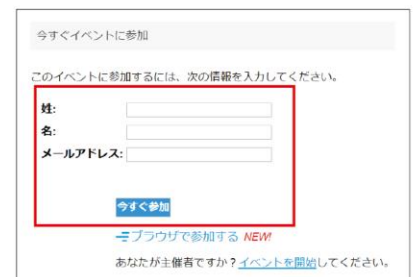 今すぐイベントに参加
このイベントに参加するには、次の情報を入力してください。
姓:
名:
メールアドレス:
今すぐ参加
ブラウザで参加する NEW!
あなたが主催者ですか？イベントを開始してください。